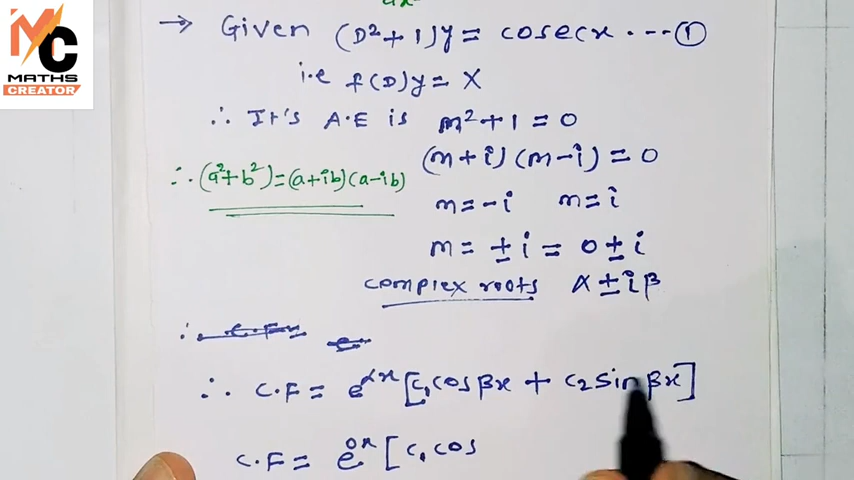 MC
MATHS
CREATOR
→ Given (D²+1)y = cosecx ---- ①
i.e f(D)y = X
∴ It's A.E is m²+1=0
(m+i)(m-i)=0
∴ (a²+b²)=(a+ib)(a-ib)
m=-i m=i
m= ±i = 0±i
complex roots α±iβ
∴ C.F=
∴ C.F = e^αx [C₁cosβx + C₂sinβx]
C.F = e^0x [C₁cos